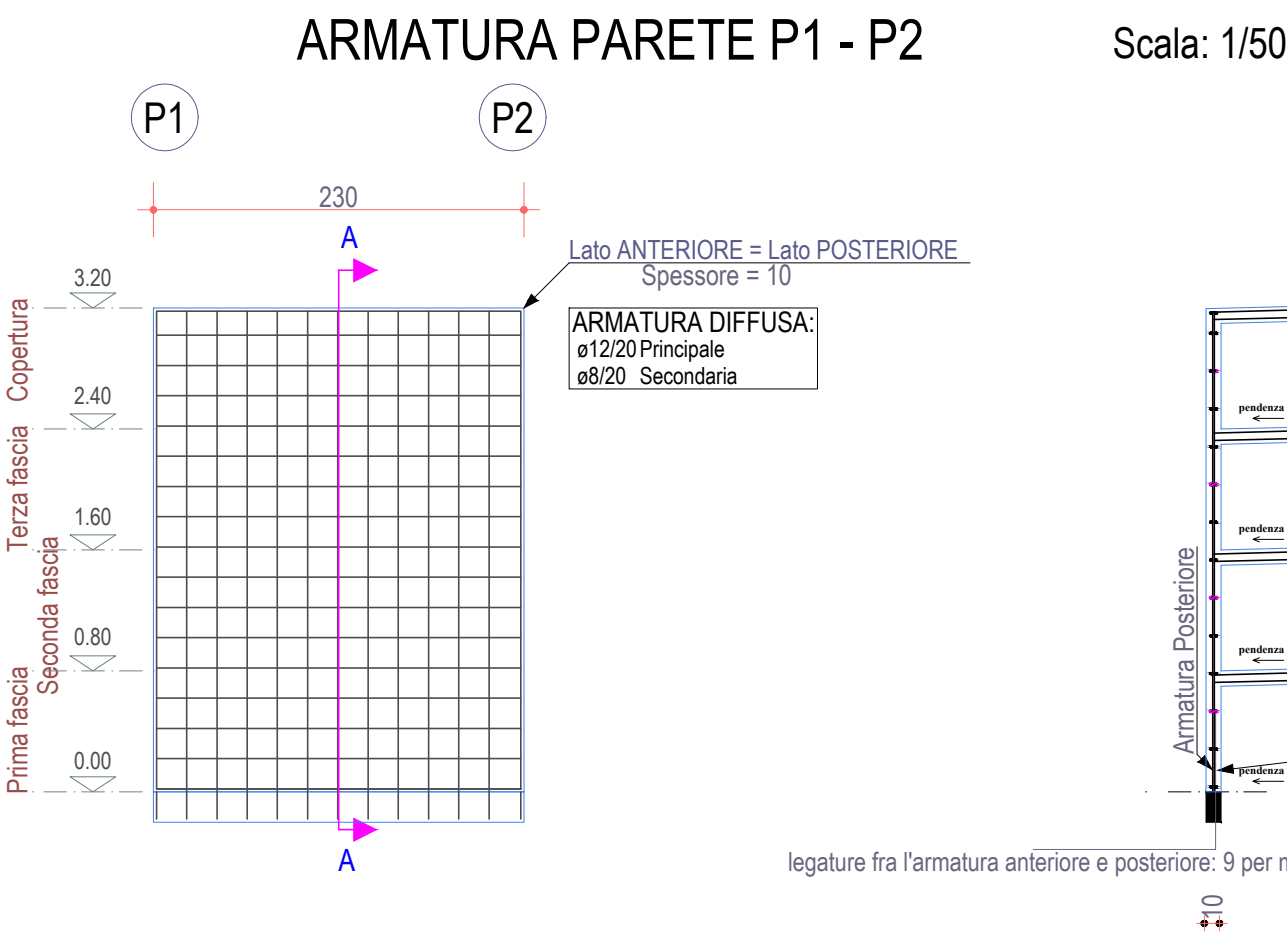 ARMATURA PARETE P1 - P2
Scala: 1/50
P1
P2
230
A
Lato ANTERIORE = Lato POSTERIORE
Spessore = 10
ARMATURA DIFFUSA:
ø12/20 Principale
ø8/20 Secondaria
3.20
Copertura
2.40
Terza fascia
1.60
Seconda fascia
0.80
Prima fascia
0.00
A
pendenza
pendenza
pendenza
pendenza
Armatura Posteriore
legature fra l'armatura anteriore e posteriore: 9 per
10